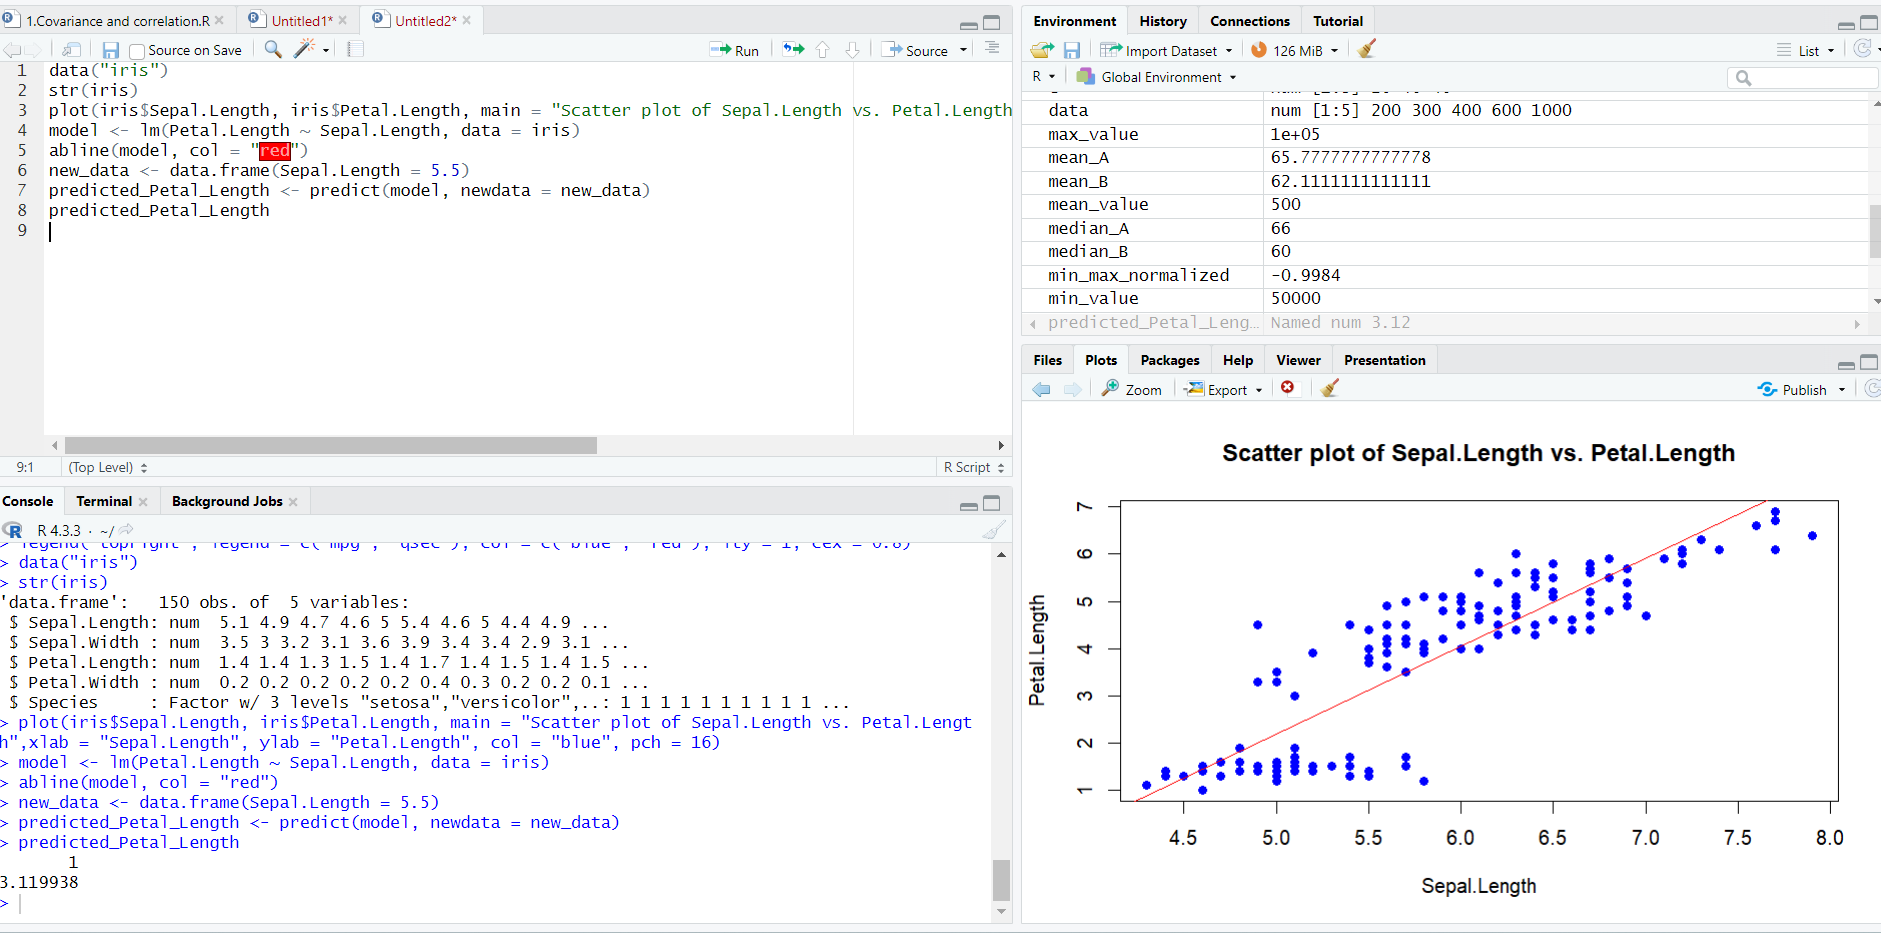 1.Covariance and correlation.R
Untitled1*
Untitled2*
Source on Save
Run
Source
1 data("iris")
2 str(iris)
3 plot(iris$Sepal.Length, iris$Petal.Length, main = "Scatter plot of Sepal.Length vs. Petal.Length
4 model <- lm(Petal.Length ~ Sepal.Length, data = iris)
5 abline(model, col = "red")
6 new_data <- data.frame(Sepal.Length = 5.5)
7 predicted_Petal_Length <- predict(model, newdata = new_data)
8 predicted_Petal_Length
9
9:1 (Top Level) R Script
Console Terminal Background Jobs
R 4.3.3 · ~/
> legend("topright", legend = c("mpg", "qsec"), col = c("blue", "red"), lty = 1, cex = 0.8)
> data("iris")
> str(iris)
'data.frame':   150 obs. of  5 variables:
$ Sepal.Length: num  5.1 4.9 4.7 4.6 5 5.4 4.6 5 4.4 4.9 ...
$ Sepal.Width : num  3.5 3 3.2 3.1 3.6 3.9 3.4 3.4 2.9 3.1 ...
$ Petal.Length: num  1.4 1.4 1.3 1.5 1.4 1.7 1.4 1.5 1.4 1.5 ...
$ Petal.Width : num  0.2 0.2 0.2 0.2 0.2 0.4 0.3 0.2 0.2 0.1 ...
$ Species     : Factor w/ 3 levels "setosa","versicolor",..: 1 1 1 1 1 1 1 1 1 1 ...
> plot(iris$Sepal.Length, iris$Petal.Length, main = "Scatter plot of Sepal.Length vs. Petal.Lengt
h",xlab = "Sepal.Length", ylab = "Petal.Length", col = "blue", pch = 16)
> model <- lm(Petal.Length ~ Sepal.Length, data = iris)
> abline(model, col = "red")
> new_data <- data.frame(Sepal.Length = 5.5)
> predicted_Petal_Length <- predict(model, newdata = new_data)
> predicted_Petal_Length
1
3.119938
>
Environment History Connections Tutorial
Import Dataset 126 MiB List
R Global Environment
data num [1:5] 200 300 400 600 1000
max_value 1e+05
mean_A 65.7777777777778
mean_B 62.1111111111111
mean_value 500
median_A 66
median_B 60
min_max_normalized -0.9984
min_value 50000
predicted_Petal_Leng… Named num 3.12
Files Plots Packages Help Viewer Presentation
Zoom Export Publish
Scatter plot of Sepal.Length vs. Petal.Length
Petal.Length
7
6
5
4
3
2
1
4.5 5.0 5.5 6.0 6.5 7.0 7.5 8.0
Sepal.Length